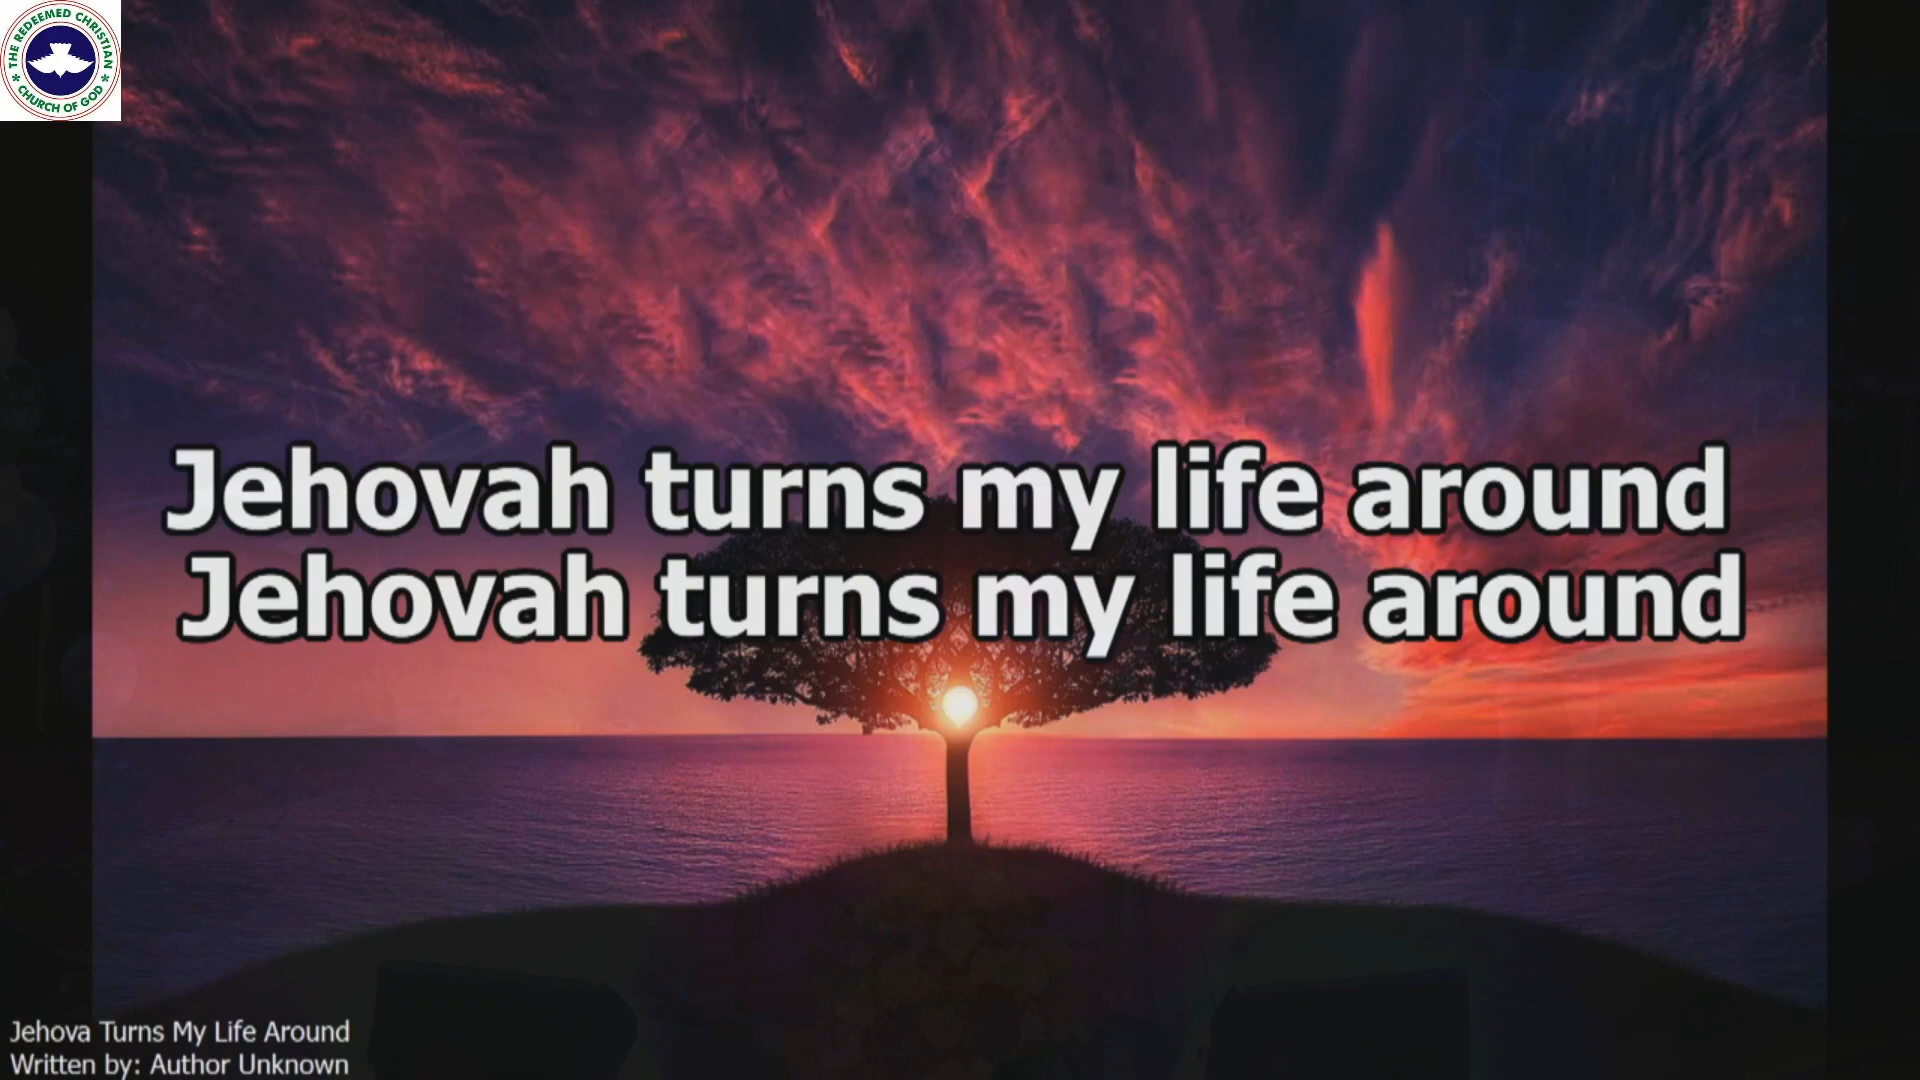 THE REDEEMED CHRISTIAN
CHURCH OF GOD
Jehovah turns my life around
Jehovah turns my life around
Jehova Turns My Life Around
Written by: Author Unknown